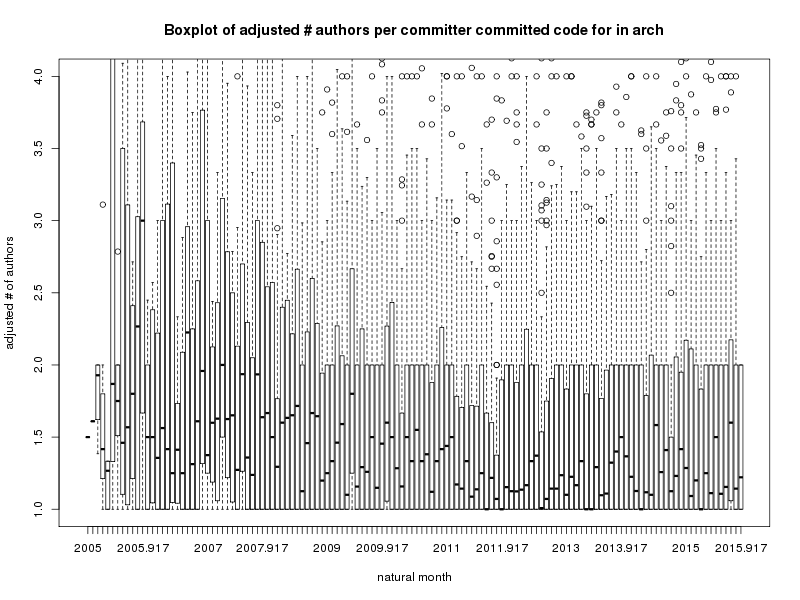 Boxplot of adjusted # authors per committer committed code for in arch
adjusted # of authors
4.0
3.5
3.0
2.5
2.0
1.5
1.0
2005 2005.917 2007 2007.917 2009 2009.917 2011 2011.917 2013 2013.917 2015 2015.917
natural month